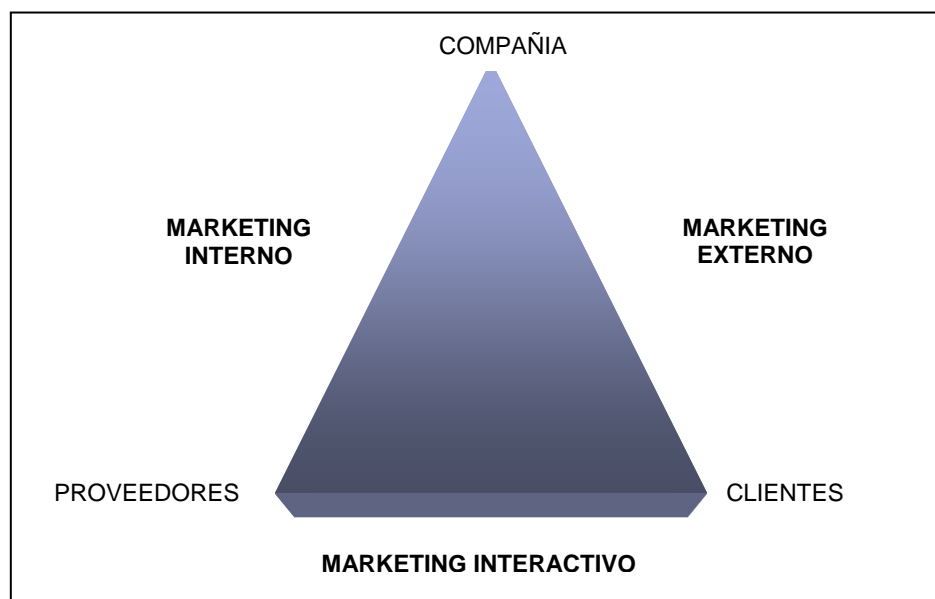 COMPAÑIA
MARKETING
INTERNO
MARKETING
EXTERNO
PROVEEDORES
CLIENTES
MARKETING INTERACTIVO